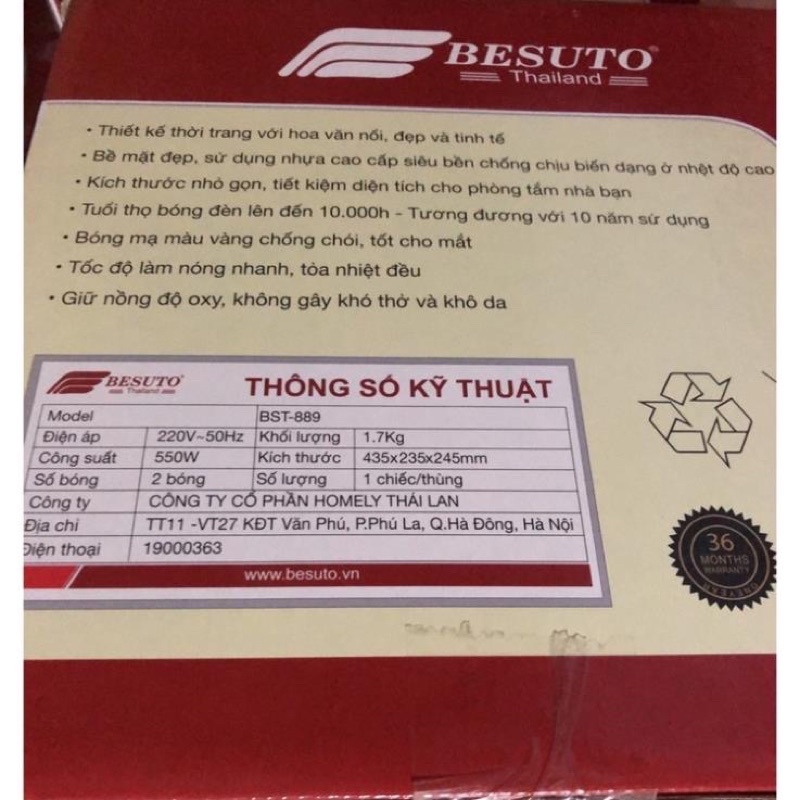 BESUTO®
Thailand
• Thiết kế thời trang với hoa văn nổi, đẹp và tinh tế
• Bề mặt đẹp, sử dụng nhựa cao cấp siêu bền chống chịu biến dạng ở nhệt độ cao
• Kích thước nhỏ gọn, tiết kiệm diện tích cho phòng tắm nhà bạn
• Tuổi thọ bóng đèn lên đến 10.000h - Tương đương với 10 năm sử dụng
• Bóng mạ màu vàng chống chói, tốt cho mắt
• Tốc độ làm nóng nhanh, tỏa nhiệt đều
• Giữ nồng độ oxy, không gây khó thở và khô da
BESUTO®
Thailand
THÔNG SỐ KỸ THUẬT
Model BST-889
Điện áp 220V~50Hz Khối lượng 1.7Kg
Công suất 550W Kích thước 435x235x245mm
Số bóng 2 bóng Số lượng 1 chiếc/thùng
Công ty CÔNG TY CỔ PHẦN HOMELY THÁI LAN
Địa chỉ TT11 -VT27 KĐT Văn Phú, P.Phú La, Q.Hà Đông, Hà Nội
Điện thoại 19000363
www.besuto.vn
36
MONTHS
WARRANTY